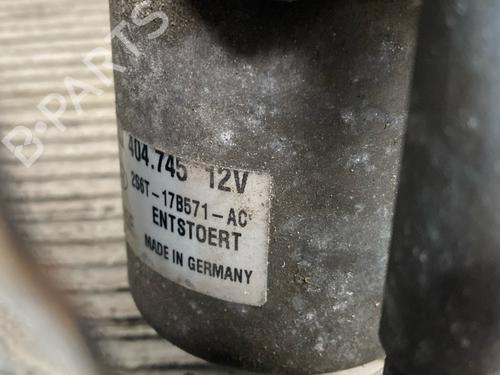 404.745 12V
2S6T-17B571-AC
ENTSTOERT
MADE IN GERMANY
B-PARTS